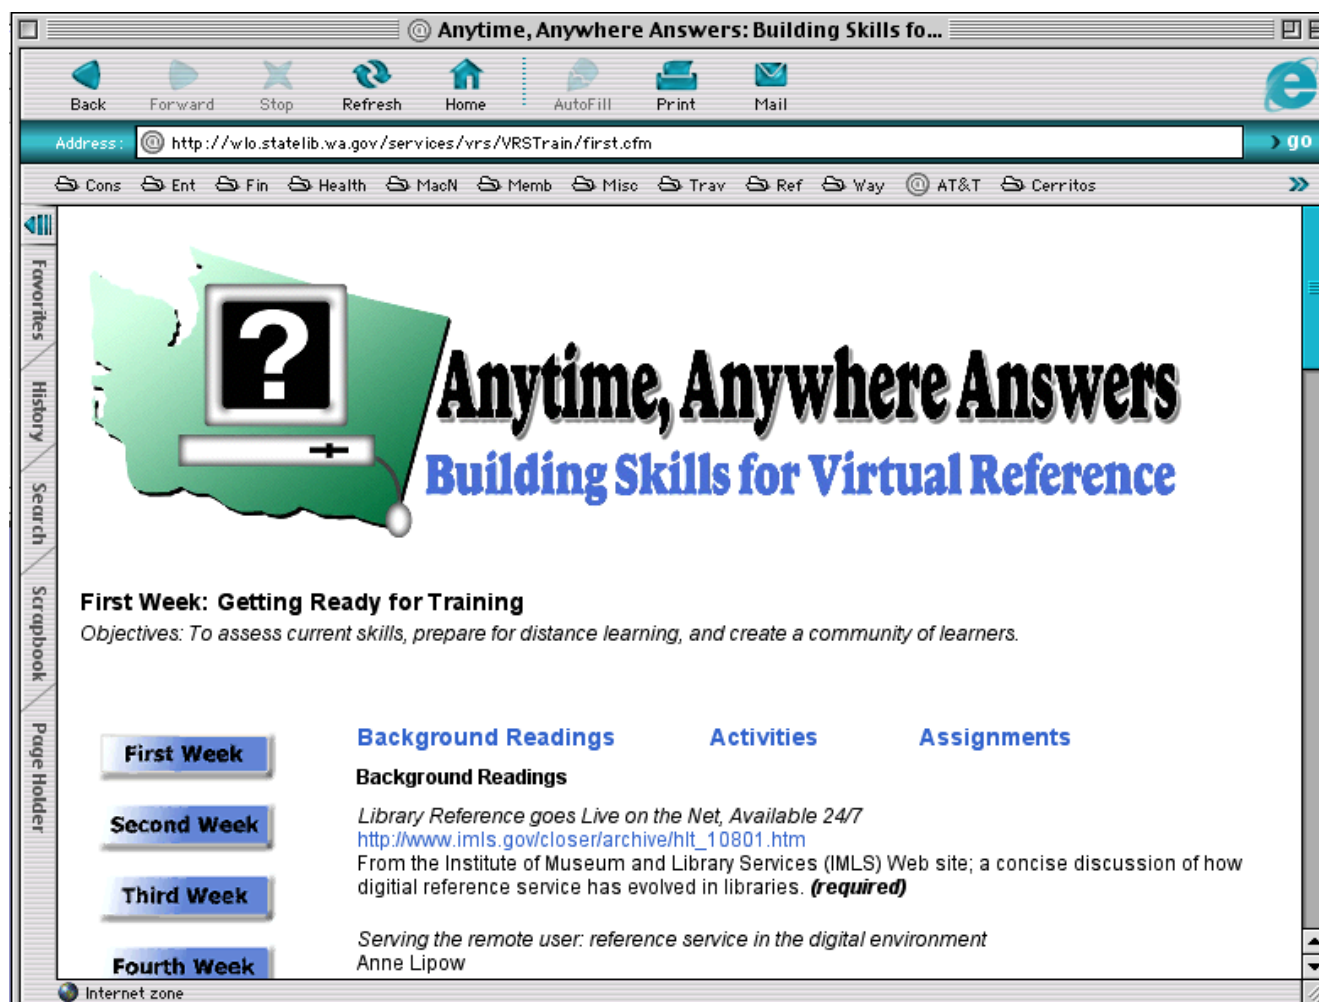 Anytime, Anywhere Answers: Building Skills fo...
Back Forward Stop Refresh Home AutoFill Print Mail
Address: http://wlo.statelib.wa.gov/services/vrs/VRSTrain/first.cfm go
Cons Ent Fin Health MacN Memb Misc Trav Ref Way AT&T Cerritos
Favorites
History
Search
Scrapbook
Page Holder
?
Anytime, Anywhere Answers
Building Skills for Virtual Reference
First Week: Getting Ready for Training
Objectives: To assess current skills, prepare for distance learning, and create a community of learners.
First Week
Second Week
Third Week
Fourth Week
Background Readings Activities Assignments
Background Readings
Library Reference goes Live on the Net, Available 24/7
http://www.imls.gov/closer/archive/hlt_10801.htm
From the Institute of Museum and Library Services (IMLS) Web site; a concise discussion of how
digitial reference service has evolved in libraries. (required)
Serving the remote user: reference service in the digital environment
Anne Lipow
Internet zone